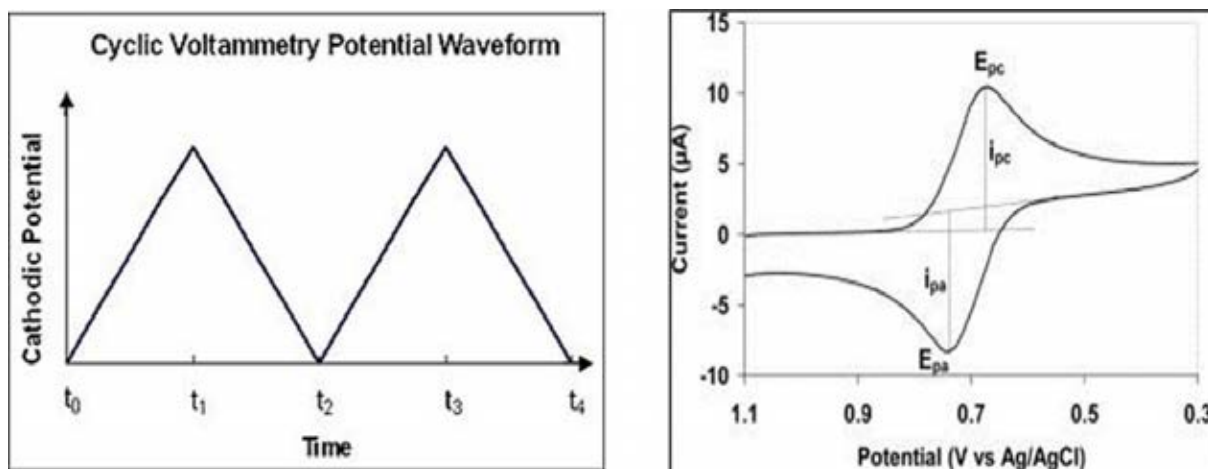 Cyclic Voltammetry Potential Waveform
Cathodic Potential
t0
t1
t2
t3
t4
Time
15
10
5
0
-5
-10
Current (µA)
Epc
ipc
ipa
Epa
1.1
0.9
0.7
0.5
0.3
Potential (V vs Ag/AgCl)